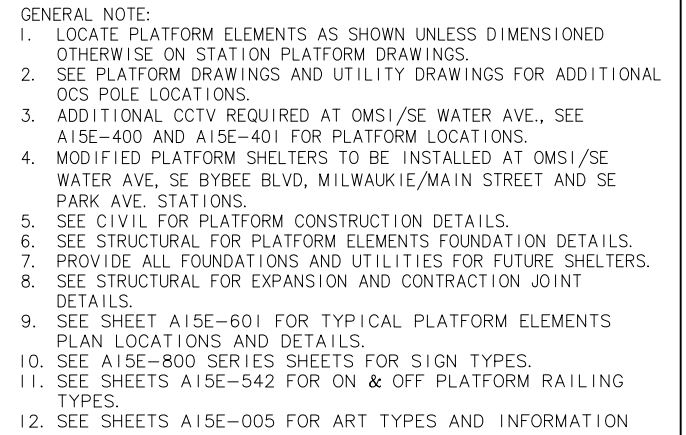 GENERAL NOTE:
1. LOCATE PLATFORM ELEMENTS AS SHOWN UNLESS DIMENSIONED
OTHERWISE ON STATION PLATFORM DRAWINGS.
2. SEE PLATFORM DRAWINGS AND UTILITY DRAWINGS FOR ADDITIONAL
OCS POLE LOCATIONS.
3. ADDITIONAL CCTV REQUIRED AT OMSI/SE WATER AVE., SEE
A15E-400 AND A15E-401 FOR PLATFORM LOCATIONS.
4. MODIFIED PLATFORM SHELTERS TO BE INSTALLED AT OMSI/SE
WATER AVE, SE BYBEE BLVD, MILWAUKIE/MAIN STREET AND SE
PARK AVE. STATIONS.
5. SEE CIVIL FOR PLATFORM CONSTRUCTION DETAILS.
6. SEE STRUCTURAL FOR PLATFORM ELEMENTS FOUNDATION DETAILS.
7. PROVIDE ALL FOUNDATIONS AND UTILITIES FOR FUTURE SHELTERS.
8. SEE STRUCTURAL FOR EXPANSION AND CONTRACTION JOINT
DETAILS.
9. SEE SHEET A15E-601 FOR TYPICAL PLATFORM ELEMENTS
PLAN LOCATIONS AND DETAILS.
10. SEE A15E-800 SERIES SHEETS FOR SIGN TYPES.
11. SEE SHEETS A15E-542 FOR ON & OFF PLATFORM RAILING
TYPES.
12. SEE SHEETS A15E-005 FOR ART TYPES AND INFORMATION